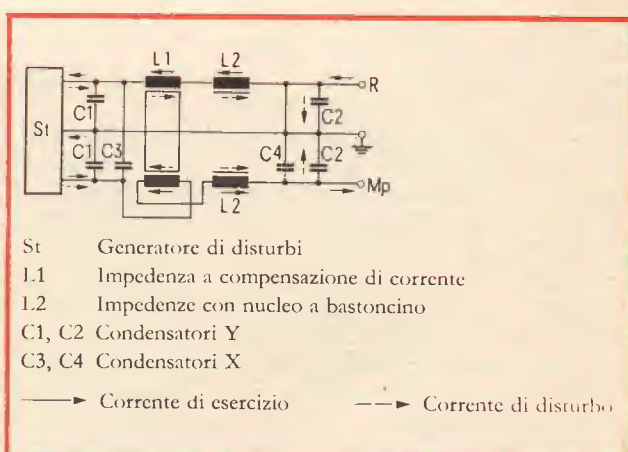 L1 L2
R
C1 C2
St
C1 C3 C4 C2
Mp
L2
St Generatore di disturbi
L1 Impedenza a compensazione di corrente
L2 Impedenze con nucleo a bastoncino
C1, C2 Condensatori Y
C3, C4 Condensatori X
Corrente di esercizio Corrente di disturbo